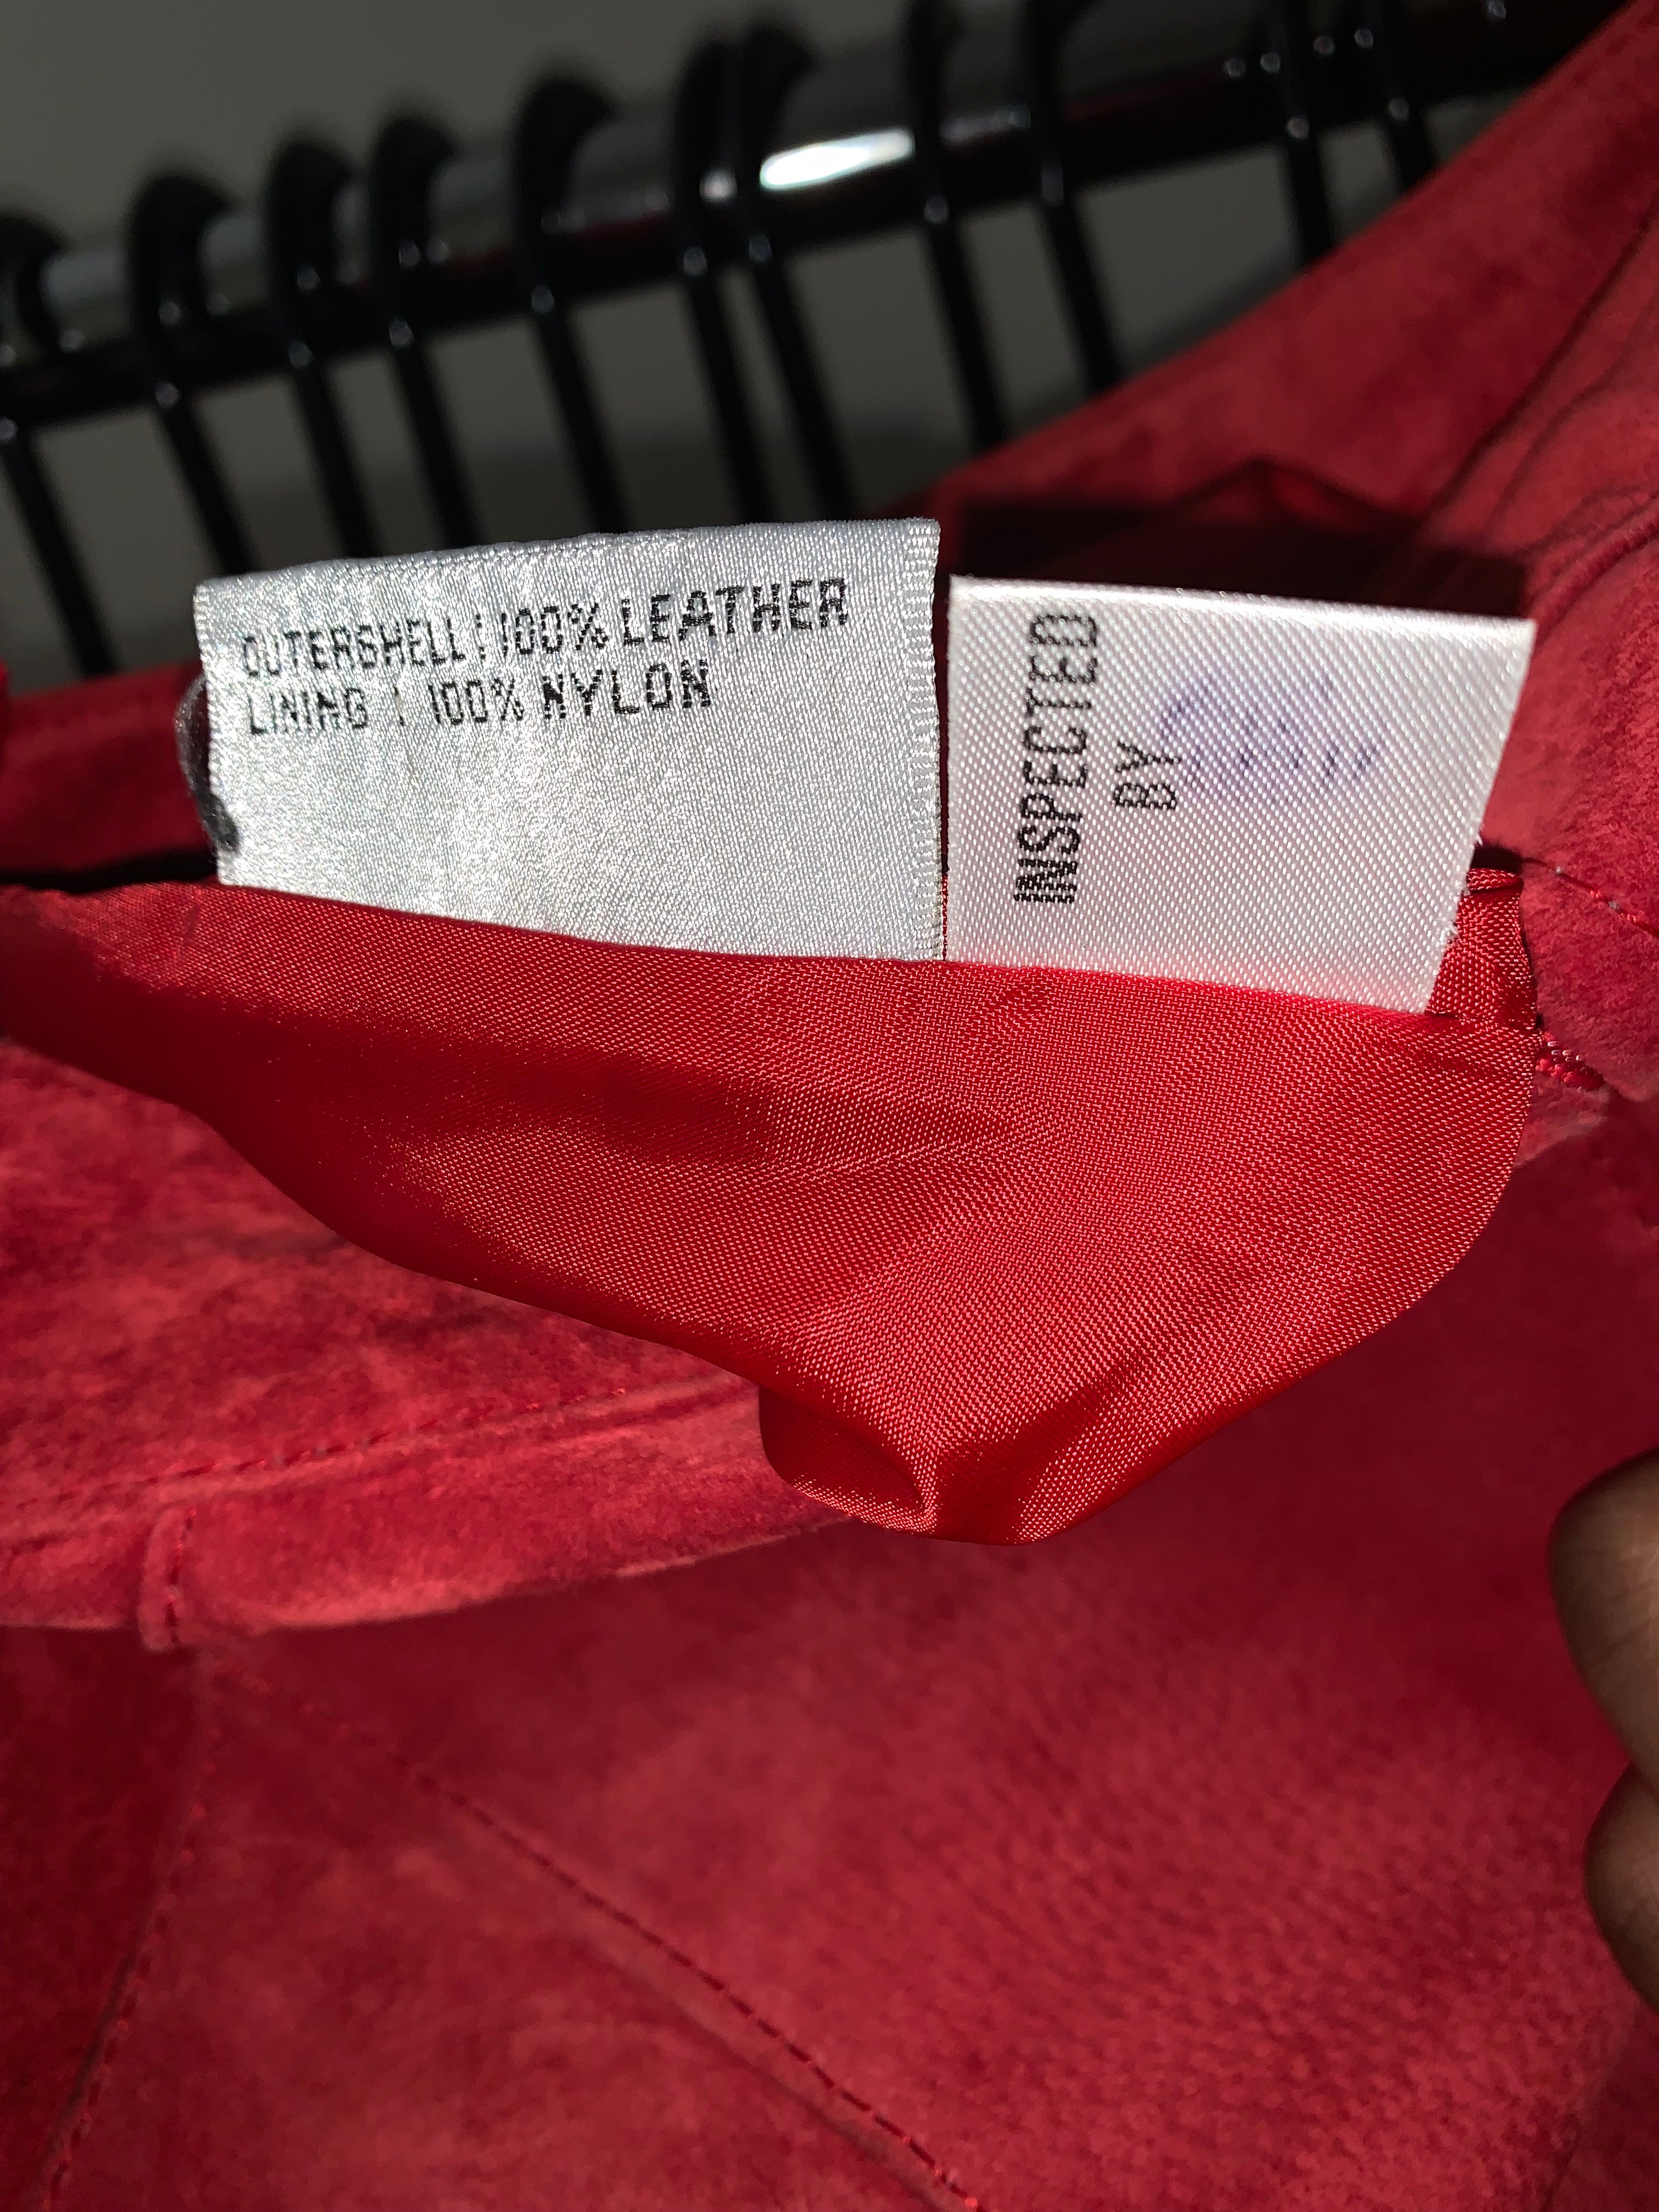 OUTERSHELL : 100% LEATHER
LINING : 100% NYLON
INSPECTED
BY